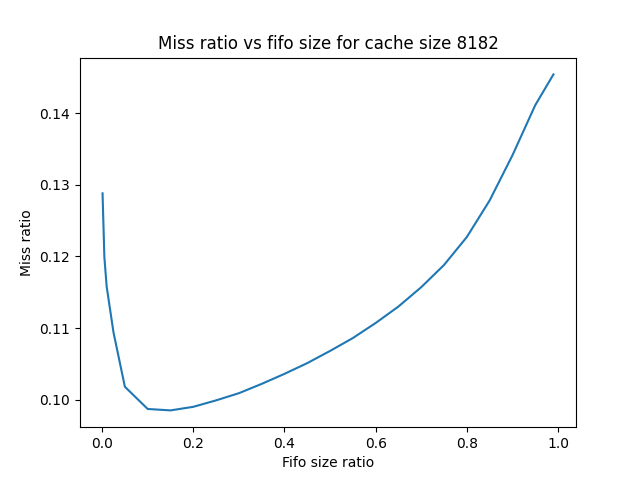 Miss ratio vs fifo size for cache size 8182
0.14
0.13
0.12
0.11
0.10
Miss ratio
0.0 0.2 0.4 0.6 0.8 1.0
Fifo size ratio